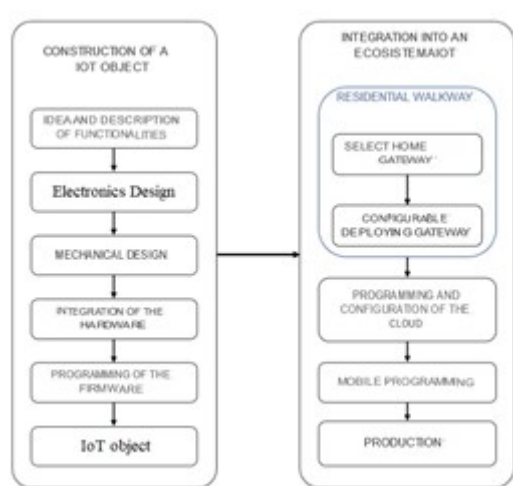 CONSTRUCTION OF A
IOT OBJECT
IDEA AND DESCRIPTION
OF FUNCTIONALITIES
Electronics Design
MECHANICAL DESIGN
INTEGRATION OF THE
HARDWARE
PROGRAMMING OF THE
FIRMWARE
IoT object
INTEGRATION INTO AN
ECOSISTEMAIOT
RESIDENTIAL WALKWAY
SELECT HOME
GATEWAY
CONFIGURABLE
DEPLOYING GATEWAY
PROGRAMMING AND
CONFIGURATION OF THE
CLOUD
MOBILE PROGRAMMING
PRODUCTION